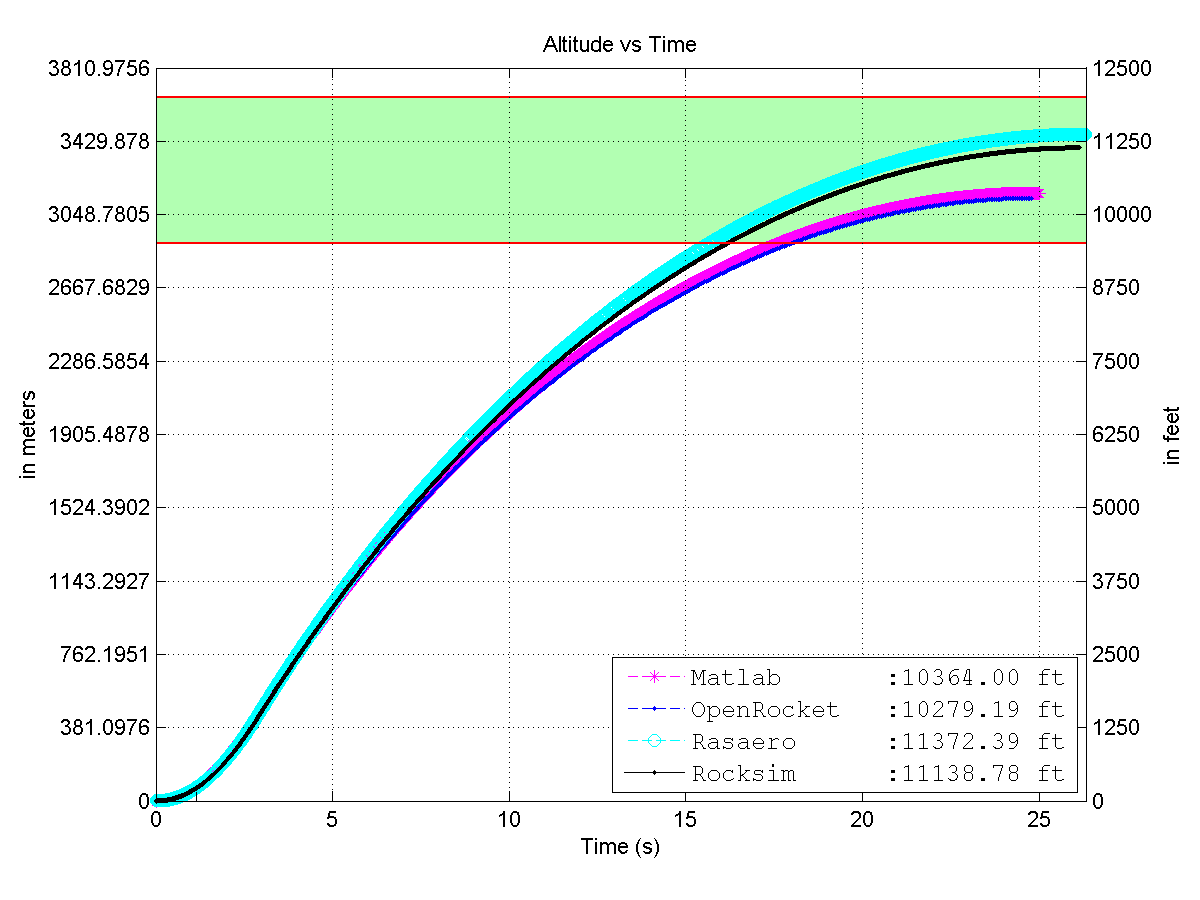 Altitude vs Time
3810.9756
3429.878
3048.7805
2667.6829
2286.5854
1905.4878
1524.3902
1143.2927
762.1951
381.0976
0
in meters
12500
11250
10000
8750
7500
6250
5000
3750
2500
1250
0
in feet
Matlab :10364.00 ft
OpenRocket :10279.19 ft
Rasaero :11372.39 ft
Rocksim :11138.78 ft
0 5 10 15 20 25
Time (s)